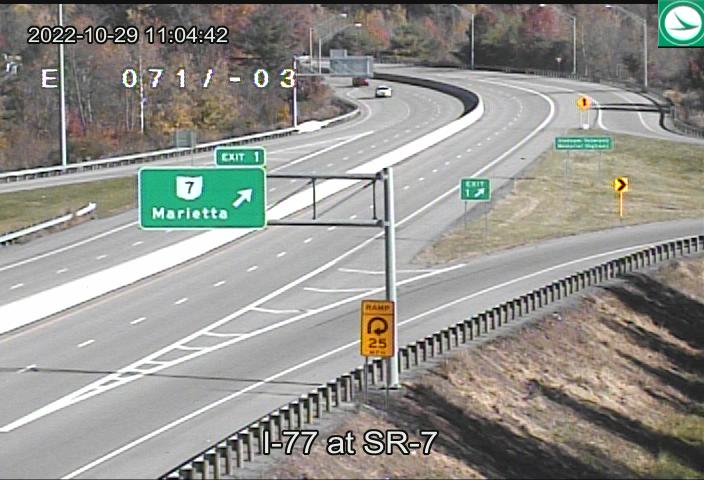 2022-10-29 11:04:42
E 071/-03
EXIT 1
7
Marietta
EXIT
1
RAMP
25
MPH
I-77 at SR-7